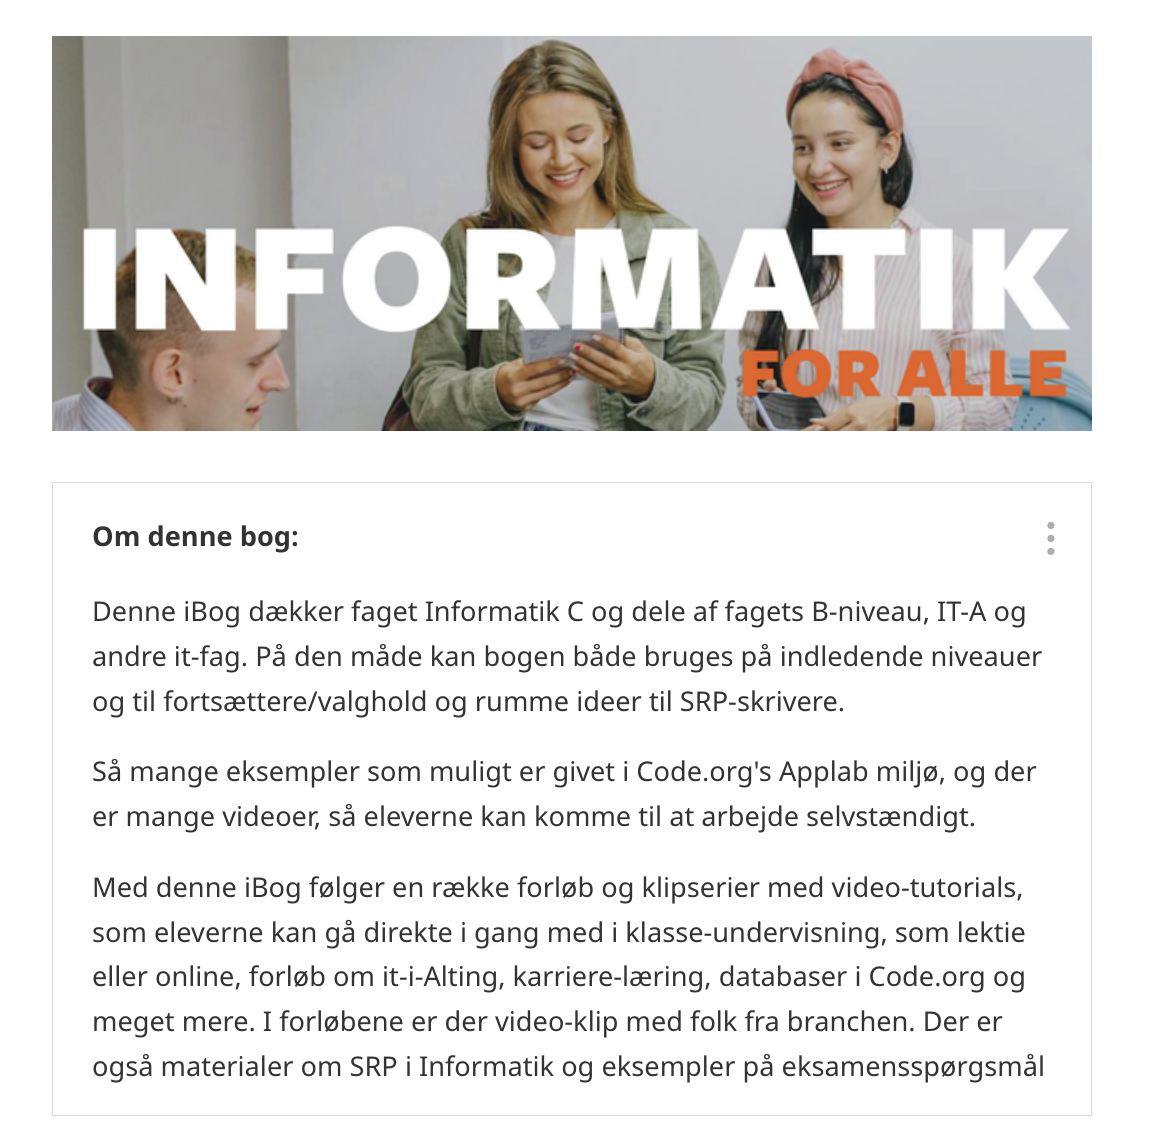 INFORMATIK
FOR ALLE
Om denne bog:
Denne iBog dækker faget Informatik C og dele af fagets B-niveau, IT-A og
andre it-fag. På den måde kan bogen både bruges på indledende niveauer
og til fortsættere/valghold og rumme ideer til SRP-skrivere.
Så mange eksempler som muligt er givet i Code.org's Applab miljø, og der
er mange videoer, så eleverne kan komme til at arbejde selvstændigt.
Med denne iBog følger en række forløb og klipserier med video-tutorials,
som eleverne kan gå direkte i gang med i klasse-undervisning, som lektie
eller online, forløb om it-i-Alting, karriere-læring, databaser i Code.org og
meget mere. I forløbene er der video-klip med folk fra branchen. Der er
også materialer om SRP i Informatik og eksempler på eksamensspørgsmål